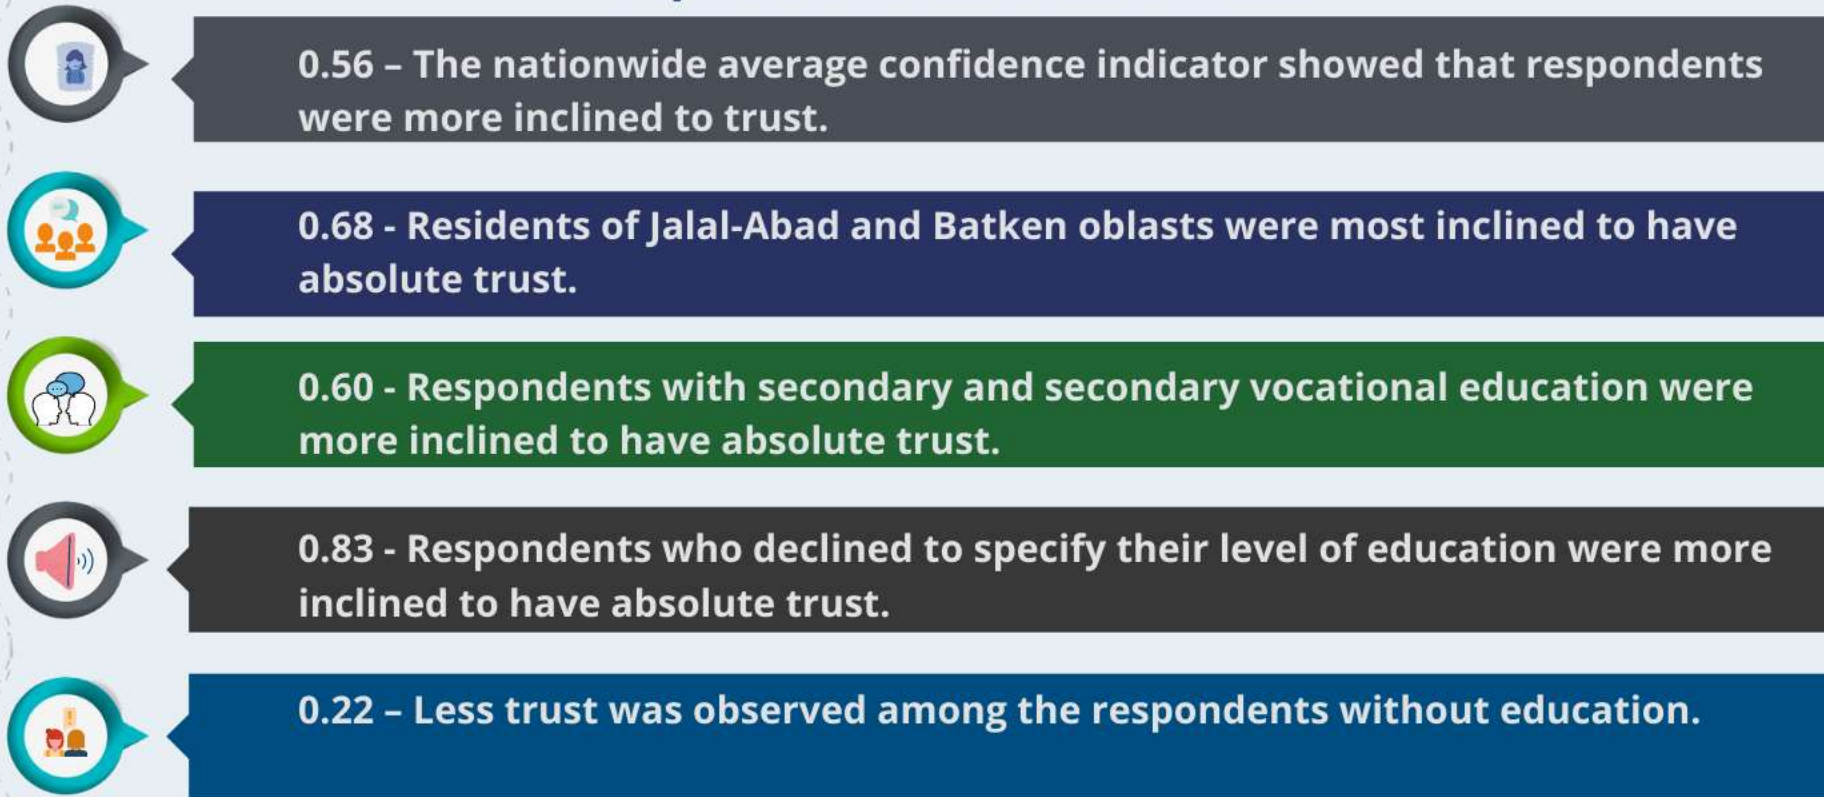 0.56 – The nationwide average confidence indicator showed that respondents
were more inclined to trust.
0.68 - Residents of Jalal-Abad and Batken oblasts were most inclined to have
absolute trust.
0.60 - Respondents with secondary and secondary vocational education were
more inclined to have absolute trust.
0.83 - Respondents who declined to specify their level of education were more
inclined to have absolute trust.
0.22 – Less trust was observed among the respondents without education.